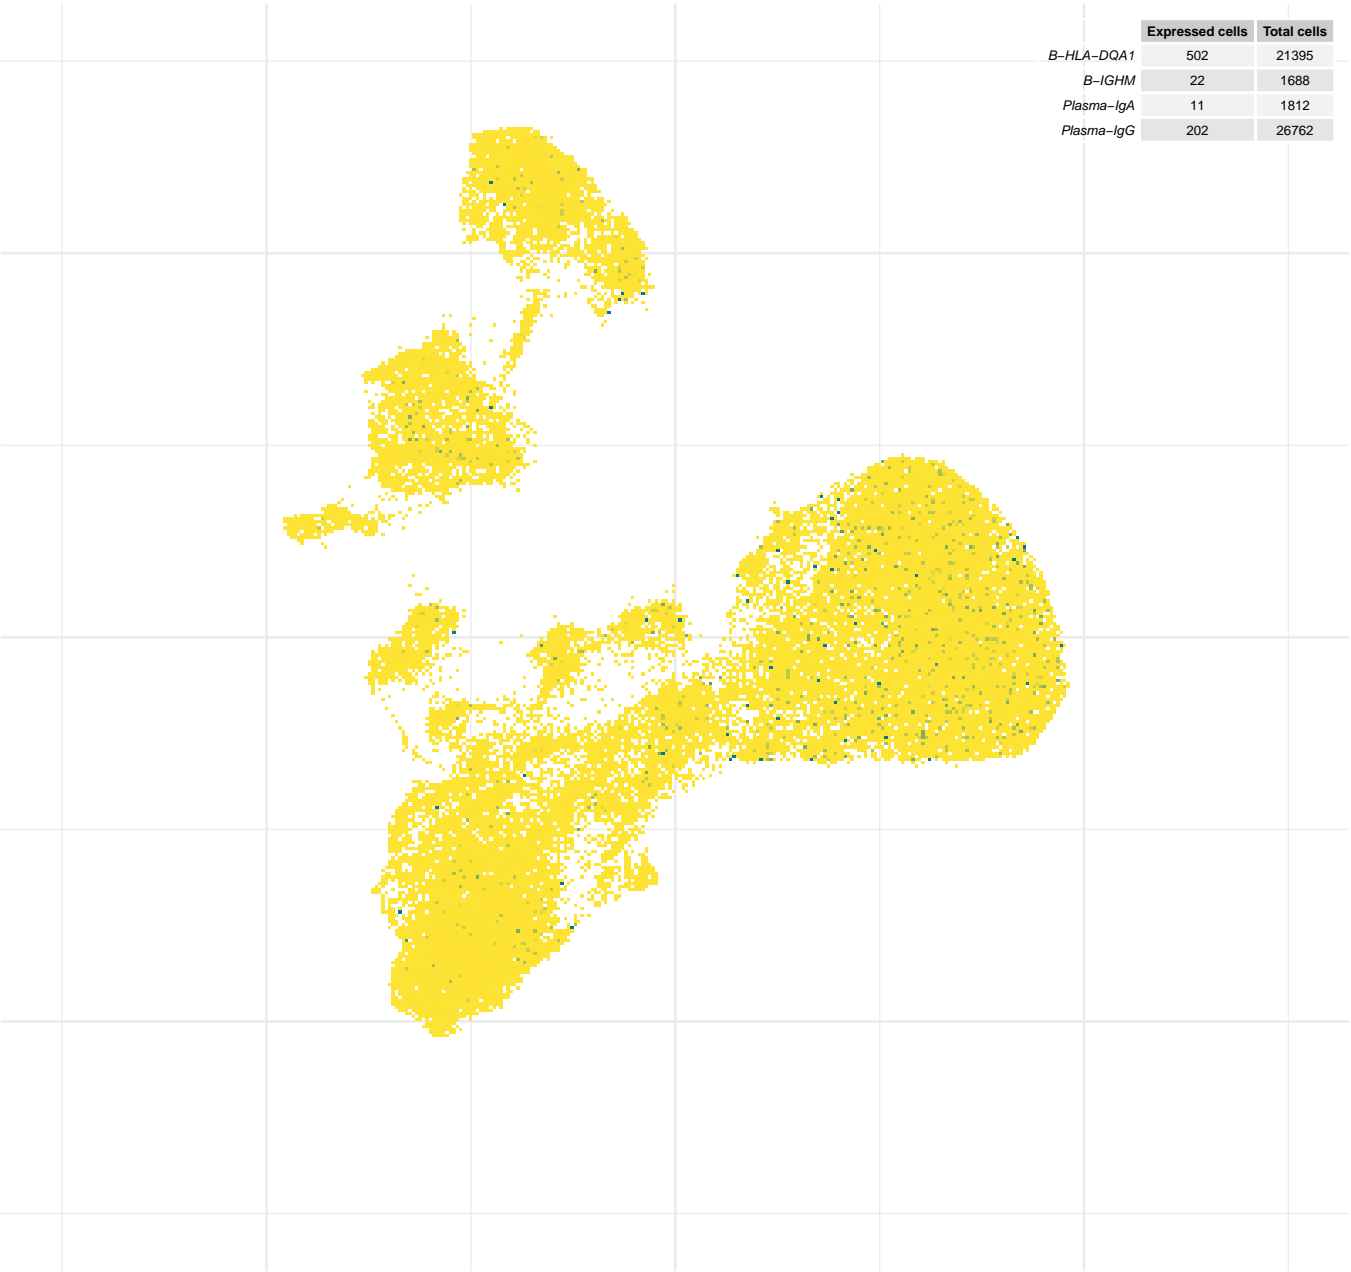 Expressed cells Total cells
B−HLA−DQA1 502 21395
B−IGHM 22 1688
Plasma−IgA 11 1812
Plasma−IgG 202 26762